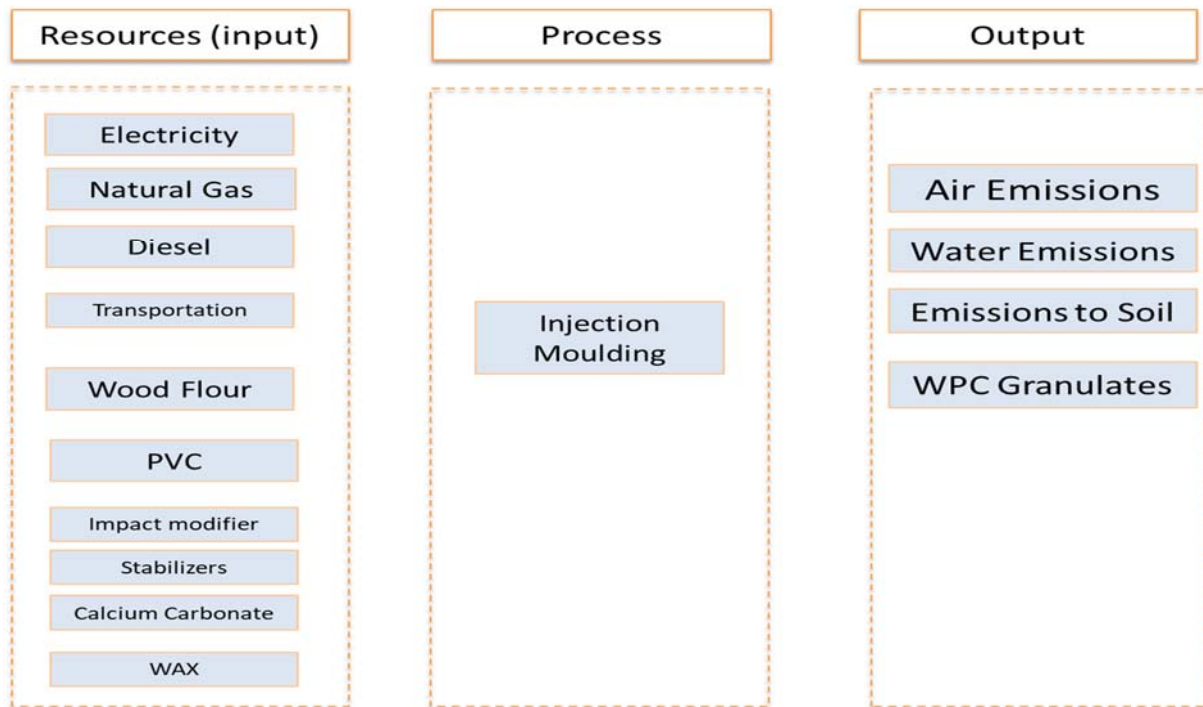 Resources (input)
Process
Output
Electricity
Natural Gas
Diesel
Transportation
Wood Flour
PVC
Impact modifier
Stabilizers
Calcium Carbonate
WAX
Injection
Moulding
Air Emissions
Water Emissions
Emissions to Soil
WPC Granulates